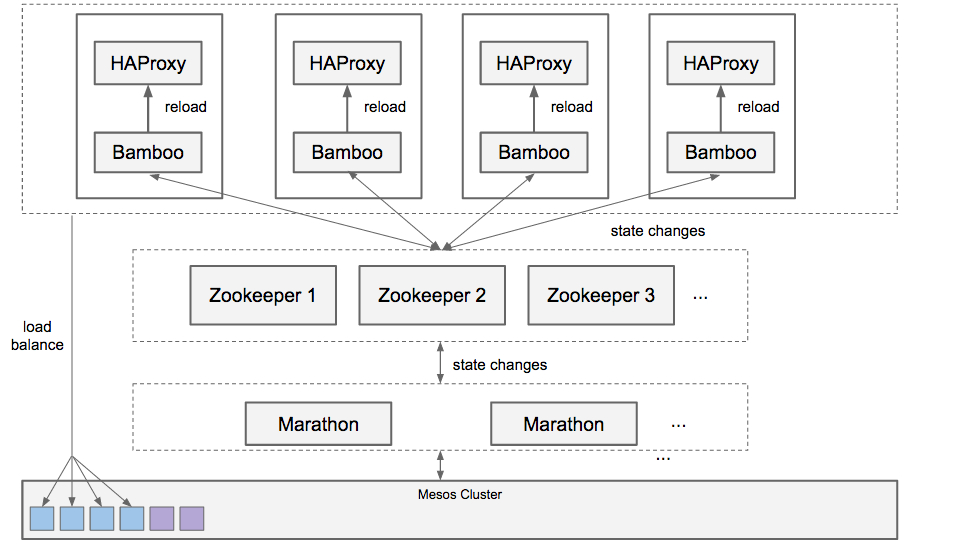 HAProxy
HAProxy
HAProxy
HAProxy
reload
reload
reload
reload
Bamboo
Bamboo
Bamboo
Bamboo
state changes
Zookeeper 1
Zookeeper 2
Zookeeper 3
...
load
balance
state changes
Marathon
Marathon
...
...
Mesos Cluster